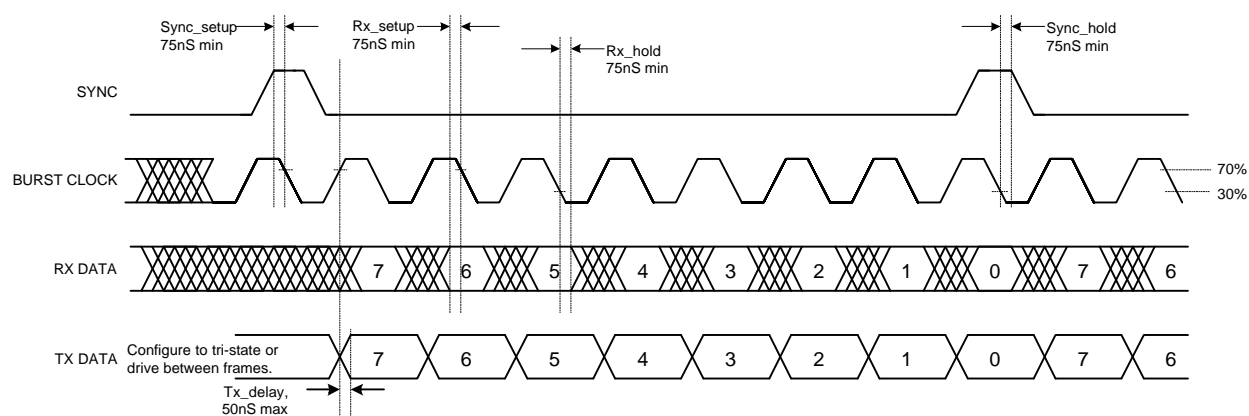 Sync_setup
75nS min
Rx_setup
75nS min
Rx_hold
75nS min
Sync_hold
75nS min
SYNC
BURST CLOCK
70%
30%
RX DATA
7 6 5 4 3 2 1 0 7 6
TX DATA
Configure to tri-state or
drive between frames.
7 6 5 4 3 2 1 0 7 6
Tx_delay,
50nS max